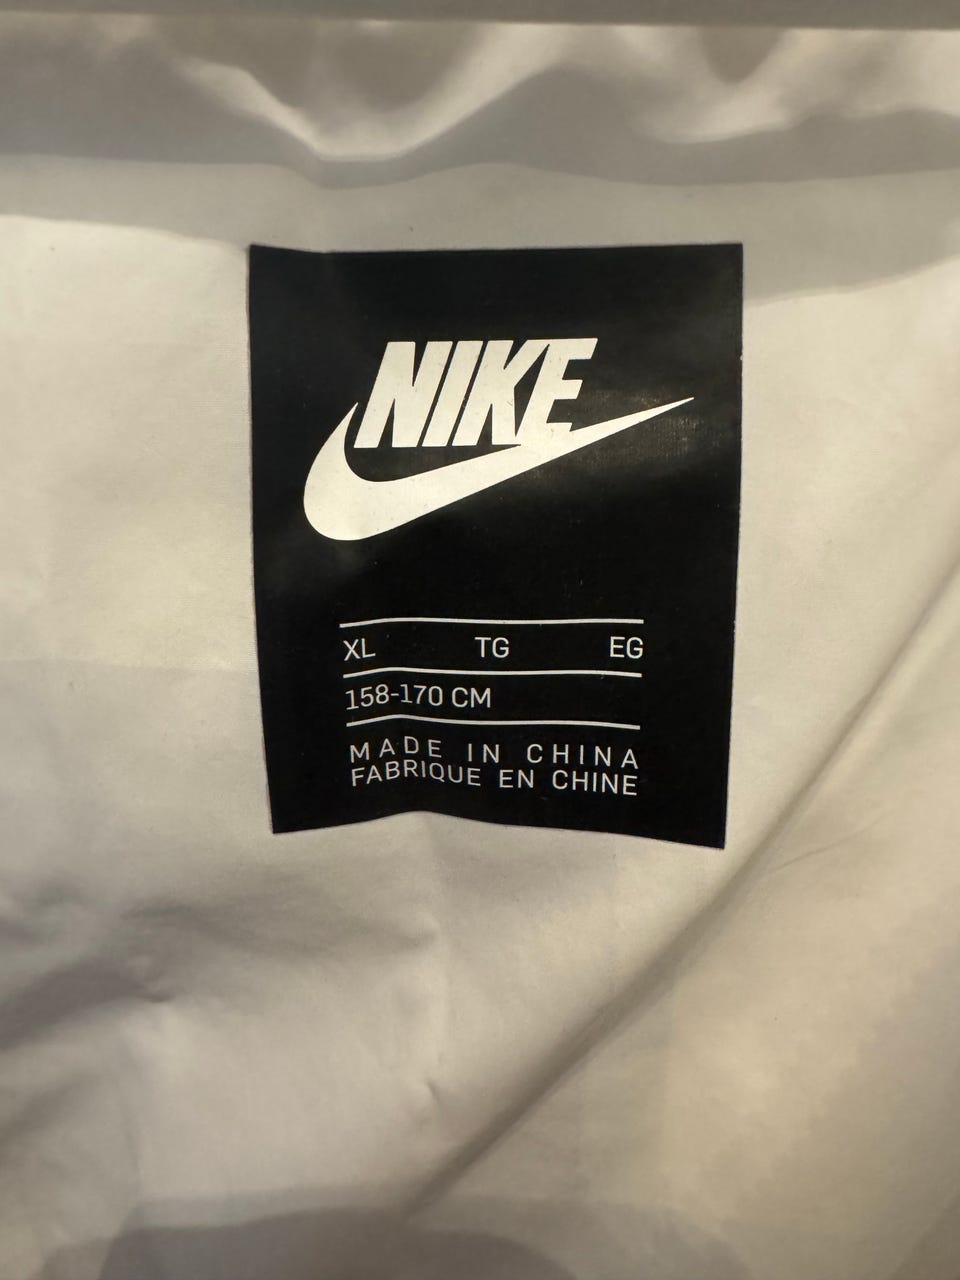 NIKE
XL TG EG
158-170 CM
MADE IN CHINA
FABRIQUE EN CHINE